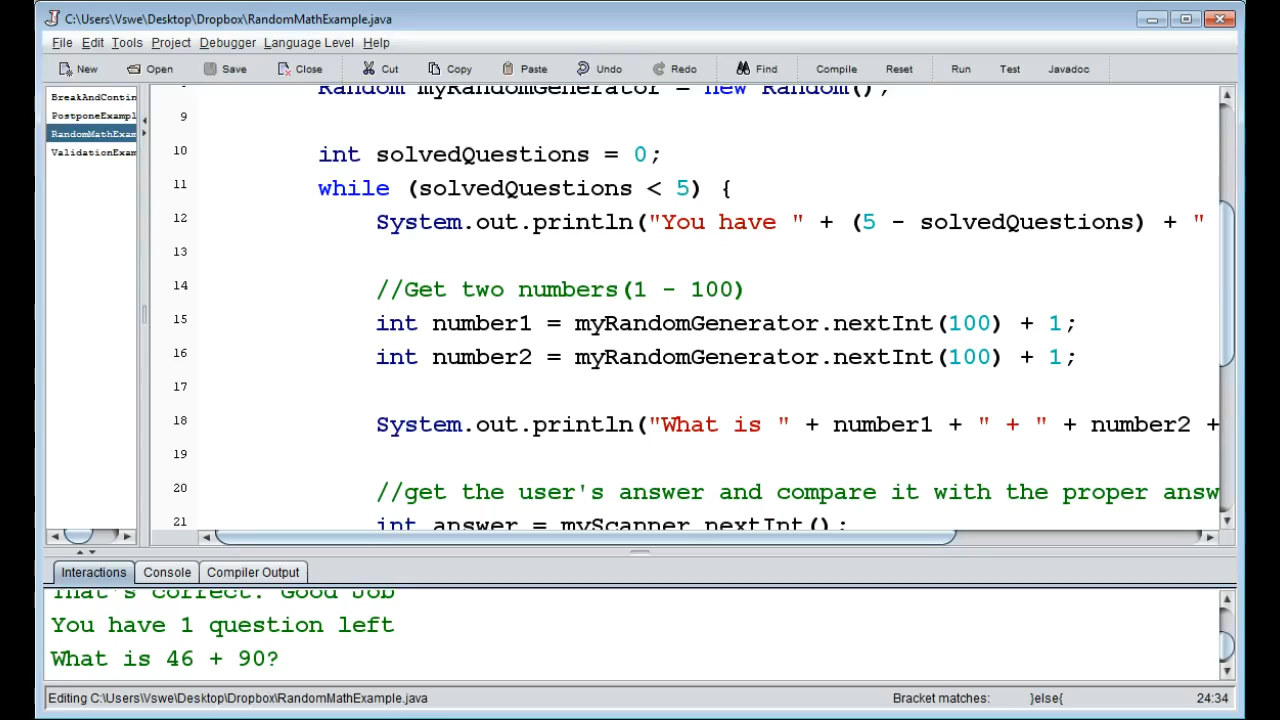 C:\Users\Vswe\Desktop\Dropbox\RandomMathExample.java
File Edit Tools Project Debugger Language Level Help
New Open Save Close Cut Copy Paste Undo Redo Find Compile Reset Run Test Javadoc
BreakAndContin
PostponeExampl
RandomMathExam
ValidationExam
Random myRandomGenerator = new Random();
9
10 int solvedQuestions = 0;
11 while (solvedQuestions < 5) {
12 System.out.println("You have " + (5 - solvedQuestions) + "
13
14 //Get two numbers(1 - 100)
15 int number1 = myRandomGenerator.nextInt(100) + 1;
16 int number2 = myRandomGenerator.nextInt(100) + 1;
17
18 System.out.println("What is " + number1 + " + " + number2 +
19
20 //get the user's answer and compare it with the proper answ
21 int answer = myScanner.nextInt();
Interactions Console Compiler Output
That's correct. Good Job
You have 1 question left
What is 46 + 90?
Editing C:\Users\Vswe\Desktop\Dropbox\RandomMathExample.java Bracket matches: }else{ 24:34